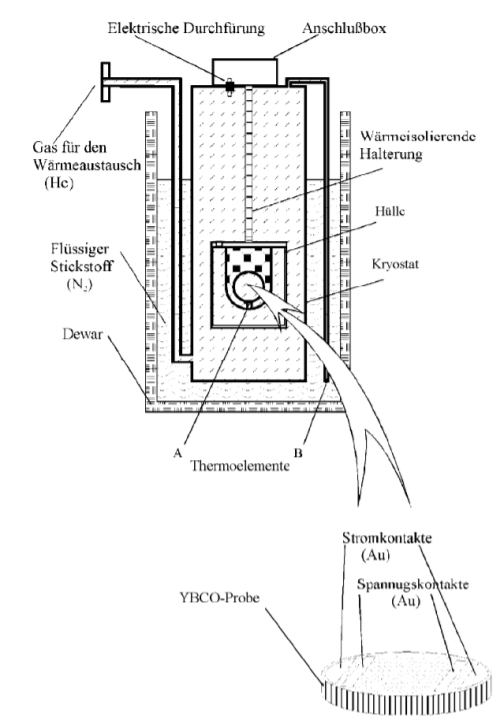 Elektrische Durchfürung
Anschlußbox
Gas für den
Wärmeaustausch
(He)
Wärmeisolierende
Halterung
Hülle
Flüssiger
Stickstoff
(N₂)
Kryostat
Dewar
A
B
Thermoelemente
Stromkontakte
(Au)
Spannugskontakte
(Au)
YBCO-Probe